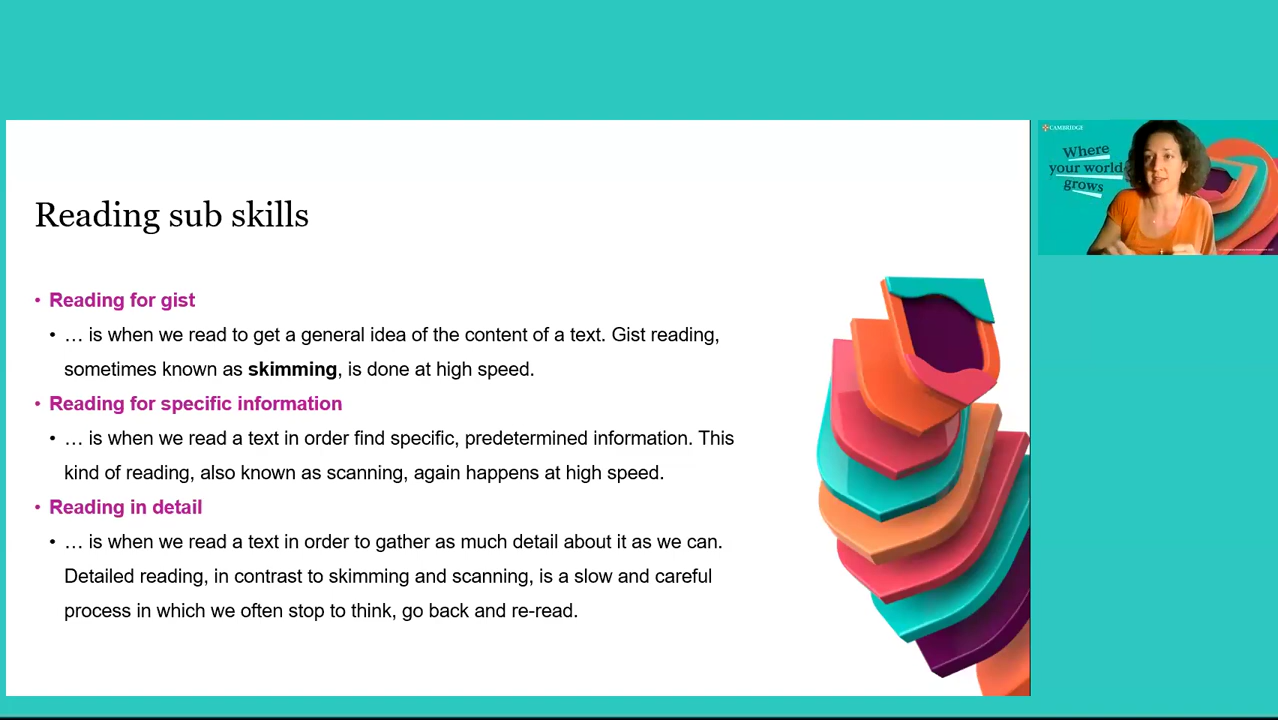 Reading sub skills
• Reading for gist
• … is when we read to get a general idea of the content of a text. Gist reading,
sometimes known as skimming, is done at high speed.
• Reading for specific information
• … is when we read a text in order find specific, predetermined information. This
kind of reading, also known as scanning, again happens at high speed.
• Reading in detail
• … is when we read a text in order to gather as much detail about it as we can.
Detailed reading, in contrast to skimming and scanning, is a slow and careful
process in which we often stop to think, go back and re-read.
CAMBRIDGE
Where
your world
grows